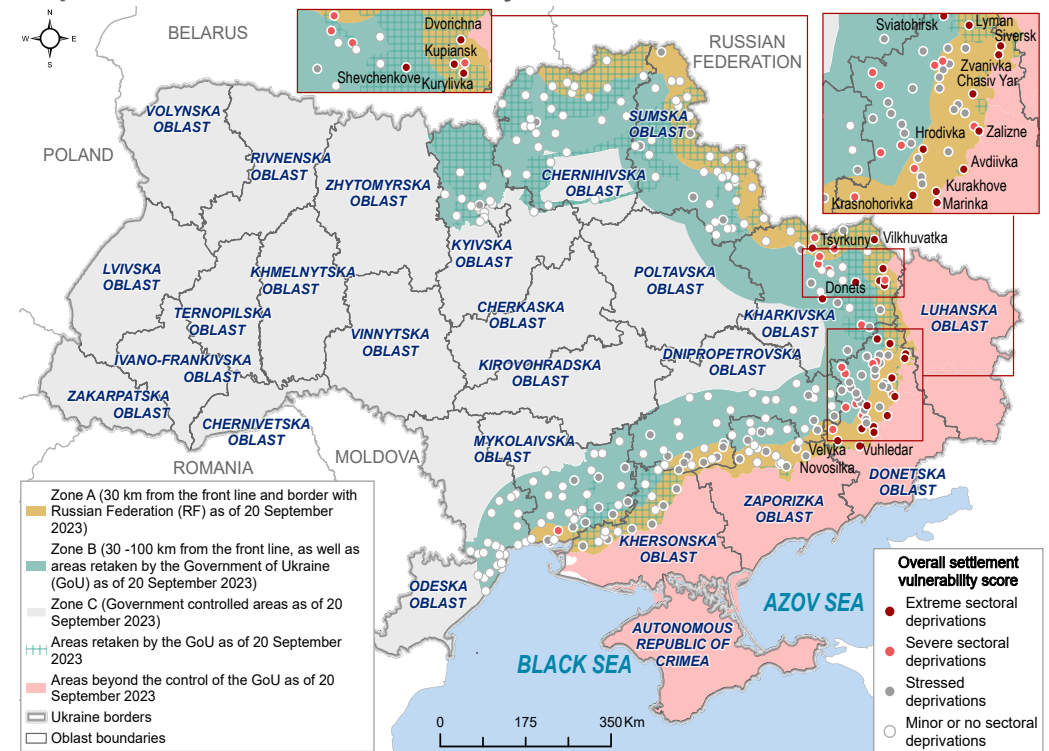 N
W
E
S
BELARUS
RUSSIAN
FEDERATION
POLAND
ROMANIA
MOLDOVA
Dvorichna
Kupiansk
Shevchenkove
Kurylivka
Sviatohirsk
Lyman
Siversk
Zvanivka
Chasiv Yar
Hrodivka
Zalizne
Avdiivka
Kurakhove
Krasnohorivka
Marinka
VOLYNSKA
OBLAST
RIVNENSKA
OBLAST
ZHYTOMYRSKA
OBLAST
CHERNIHIVSKA
OBLAST
SUMSKA
OBLAST
KYIVSKA
OBLAST
LVIVSKA
OBLAST
KHMELNYTSKA
OBLAST
TERNOPILSKA
OBLAST
VINNYTSKA
OBLAST
CHERKASKA
OBLAST
POLTAVSKA
OBLAST
KHARKIVSKA
OBLAST
LUHANSKA
OBLAST
Tsyrkuny
Vilkhuvatka
Donets
IVANO-FRANKIVSKA
OBLAST
ZAKARPATSKA
OBLAST
CHERNIVETSKA
OBLAST
KIROVOHRADSKA
OBLAST
DNIPROPETROVSKA
OBLAST
MYKOLAIVSKA
OBLAST
Velyka
Novosilka
Vuhledar
DONETSKA
OBLAST
ZAPORIZKA
OBLAST
KHERSONSKA
OBLAST
ODESKA
OBLAST
AUTONOMOUS
REPUBLIC OF
CRIMEA
BLACK SEA
AZOV SEA
Zone A (30 km from the front line and border with
Russian Federation (RF) as of 20 September
2023)
Zone B (30 -100 km from the front line, as well as
areas retaken by the Government of Ukraine
(GoU) as of 20 September 2023)
Zone C (Government controlled areas as of 20
September 2023)
Areas retaken by the GoU as of 20 September
2023
Areas beyond the control of the GoU as of 20
September 2023
Ukraine borders
Oblast boundaries
0 175 350 Km
Overall settlement
vulnerability score
Extreme sectoral
deprivations
Severe sectoral
deprivations
Stressed
deprivations
Minor or no sectoral
deprivations